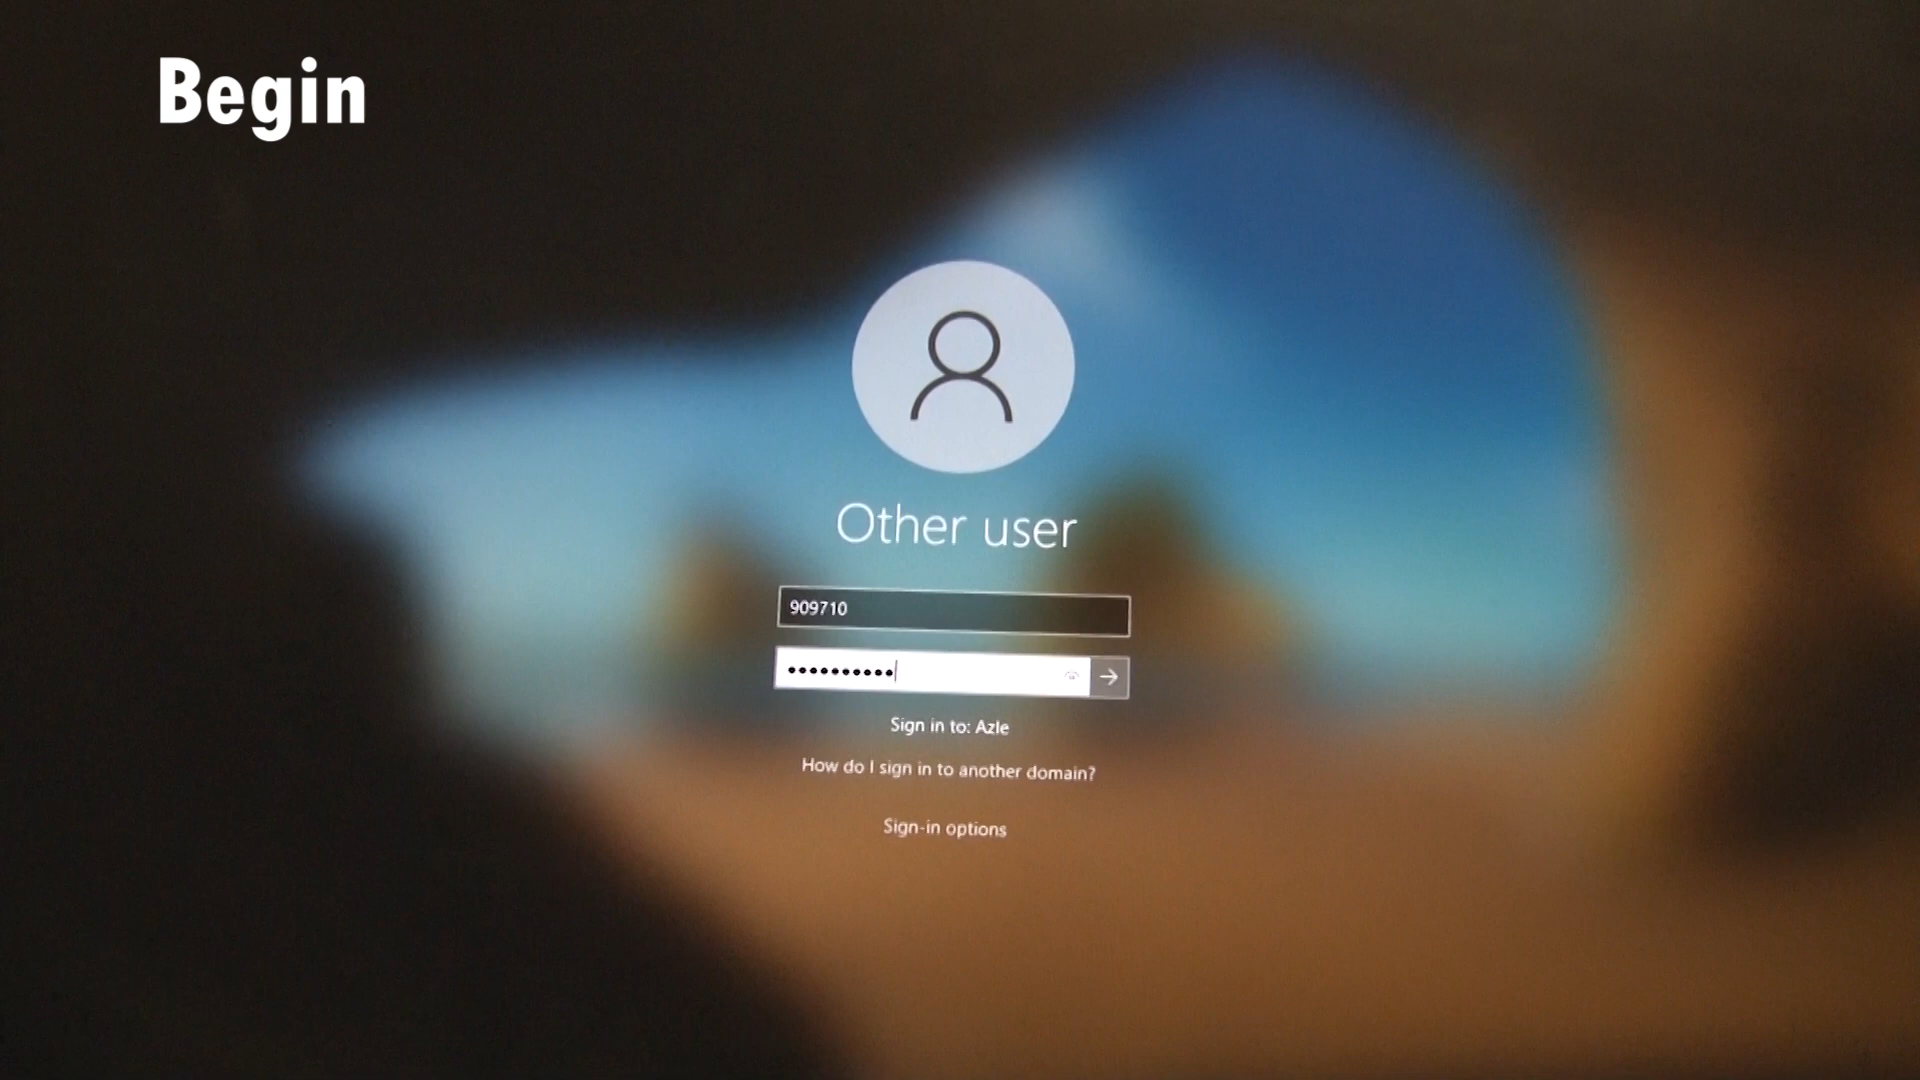 Begin
Other user
909710
Sign in to: Azle
How do I sign in to another domain?
Sign-in options